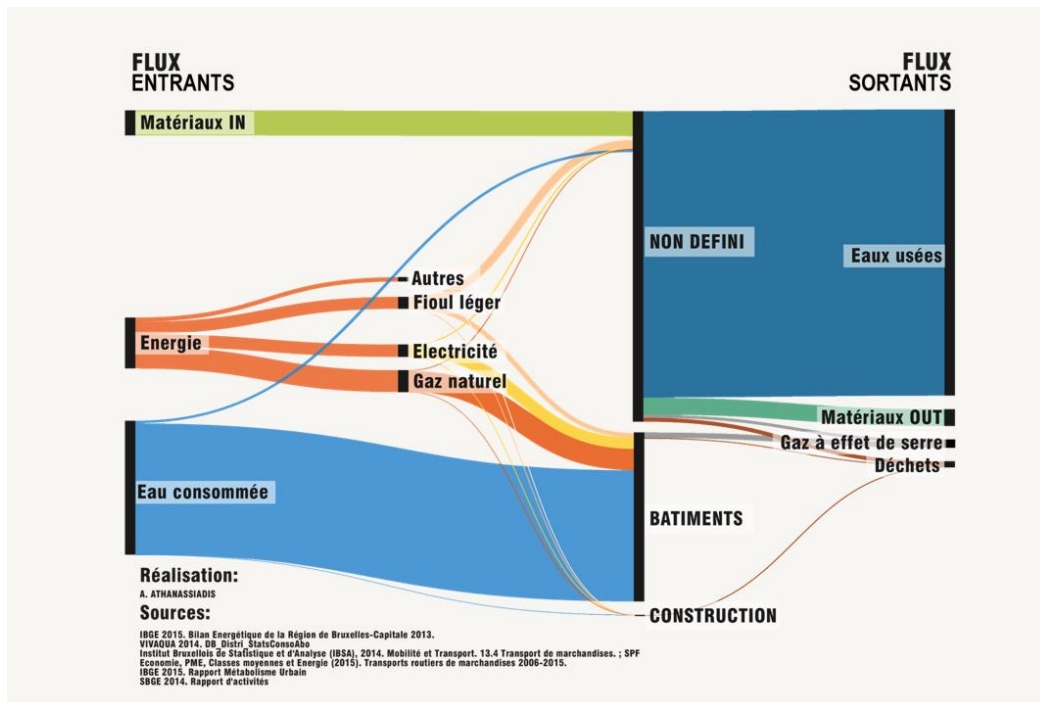 FLUX
ENTRANTS
FLUX
SORTANTS
Matériaux IN
NON DEFINI
Eaux usées
Autres
Fioul léger
Energie
Electricité
Gaz naturel
Matériaux OUT
Gaz à effet de serre
Déchets
Eau consommée
BATIMENTS
CONSTRUCTION
Réalisation:
A. ATHANASSIADIS
Sources:
IBGE 2015. Bilan Energétique de la Région de Bruxelles-Capitale 2013.
VIVAQUA 2014. DB_Distri_StatsConsoAbo
Institut Bruxellois de Statistique et d'Analyse (IBSA), 2014. Mobilité et Transport. 13.4 Transport de marchandises. ; SPF
Economie, PME, Classes moyennes et Energie (2015). Transports routiers de marchandises 2006-2015.
IBGE 2015. Rapport Métabolisme Urbain
SBGE 2014. Rapport d'activités